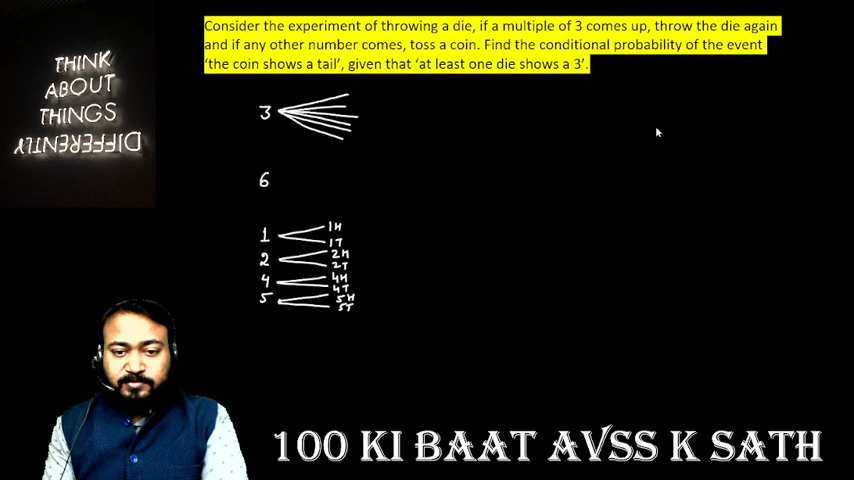 Consider the experiment of throwing a die, if a multiple of 3 comes up, throw the die again
and if any other number comes, toss a coin. Find the conditional probability of the event
‘the coin shows a tail’, given that ‘at least one die shows a 3’.
THINK
ABOUT
THINGS
DIFFERENTLY
3
6
1H
1
1T
2H
2
2T
4H
4
4T
5H
5
5T
100 KI BAAT AVSS K SATH